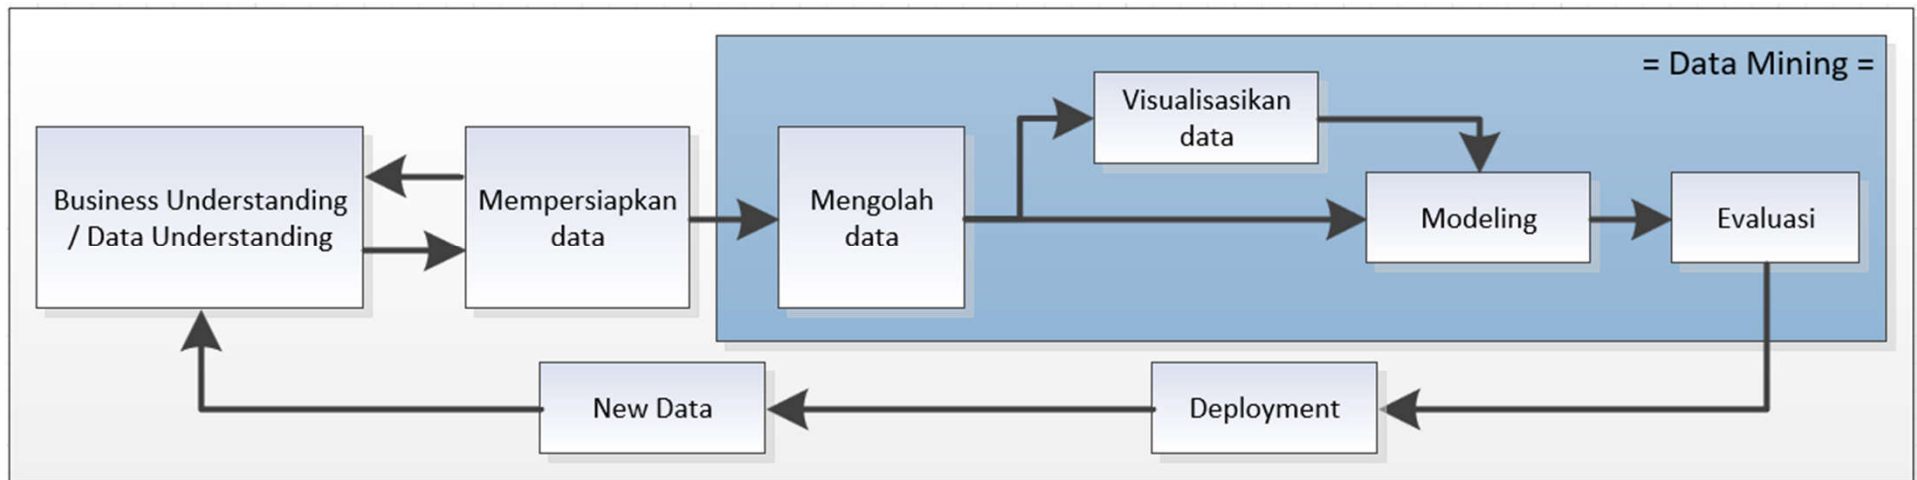 = Data Mining =
Business Understanding
/ Data Understanding
Mempersiapkan
data
Mengolah
data
Visualisasikan
data
Modeling
Evaluasi
New Data
Deployment